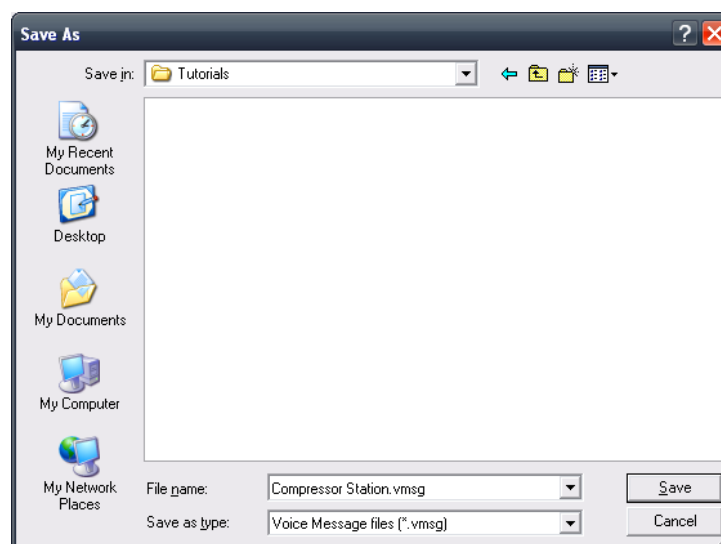 Save As
?
Save in:
Tutorials
My Recent
Documents
Desktop
My Documents
My Computer
My Network
Places
File name:
Compressor Station.vmsg
Save
Save as type:
Voice Message files (*.vmsg)
Cancel